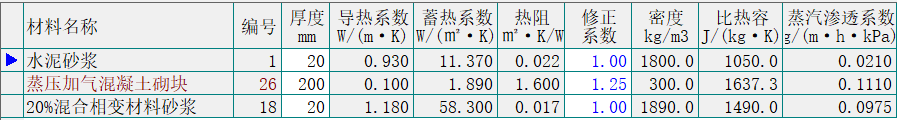 材料名称 编号 厚度 mm 导热系数 W/(m·K) 蓄热系数 W/(㎡·K) 热阻 ㎡·K/W 修正系数 密度 kg/m3 比热容 J/(kg·K) 蒸汽渗透系数 g/(m·h·kPa)
水泥砂浆 1 20 0.930 11.370 0.022 1.00 1800.0 1050.0 0.0210
蒸压加气混凝土砌块 26 200 0.100 1.890 1.600 1.25 300.0 1637.3 0.1110
20%混合相变材料砂浆 18 20 1.180 58.300 0.017 1.00 1890.0 1490.0 0.0975